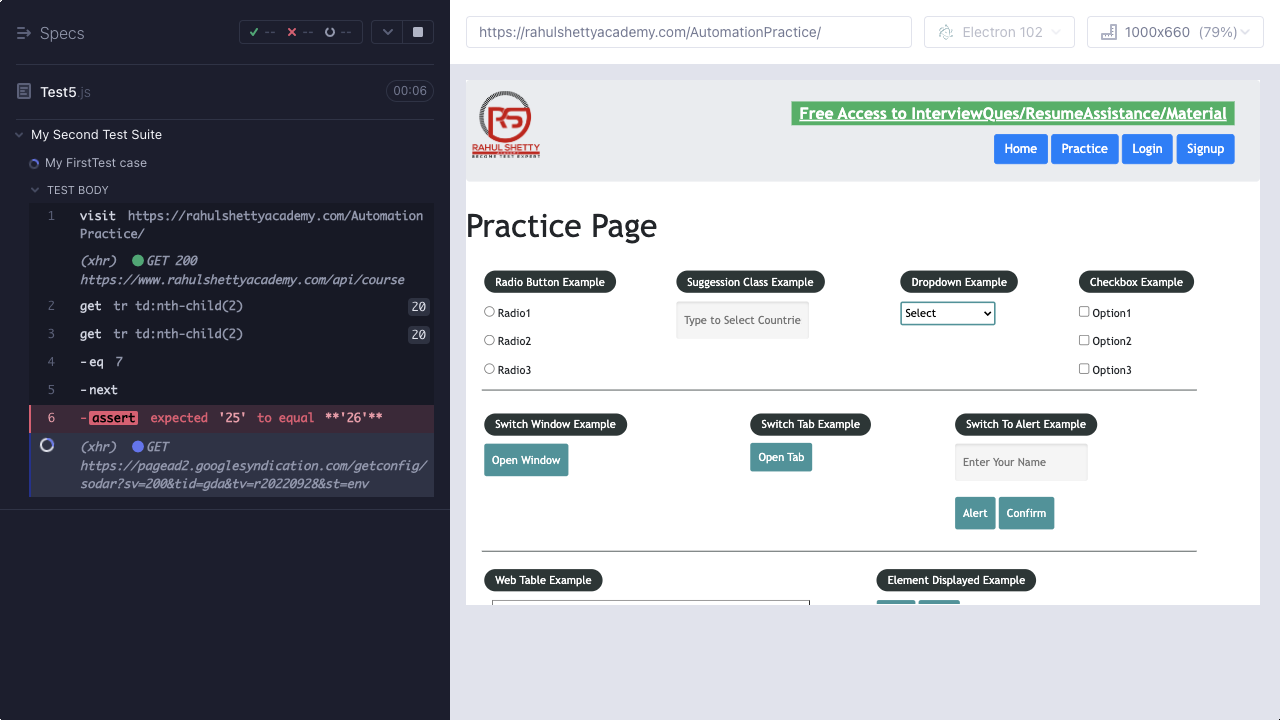 Specs
-- -- --
Test5.js
00:06
My Second Test Suite
My FirstTest case
TEST BODY
1 visit https://rahulshettyacademy.com/Automation
Practice/
(xhr) GET 200
https://www.rahulshettyacademy.com/api/course
2 get tr td:nth-child(2) 20
3 get tr td:nth-child(2) 20
4 -eq 7
5 -next
6 -assert expected '25' to equal **'26'**
(xhr) GET
https://pagead2.googlesyndication.com/getconfig/
sodar?sv=200&tid=gda&tv=r20220928&st=env
https://rahulshettyacademy.com/AutomationPractice/
Electron 102
1000x660 (79%)
RS
RAHUL SHETTY
BECOME TEST EXPERT
Free Access to InterviewQues/ResumeAssistance/Material
Home Practice Login Signup
Practice Page
Radio Button Example
Radio1
Radio2
Radio3
Suggession Class Example
Type to Select Countrie
Dropdown Example
Select
Checkbox Example
Option1
Option2
Option3
Switch Window Example
Open Window
Switch Tab Example
Open Tab
Switch To Alert Example
Enter Your Name
Alert Confirm
Web Table Example
Element Displayed Example